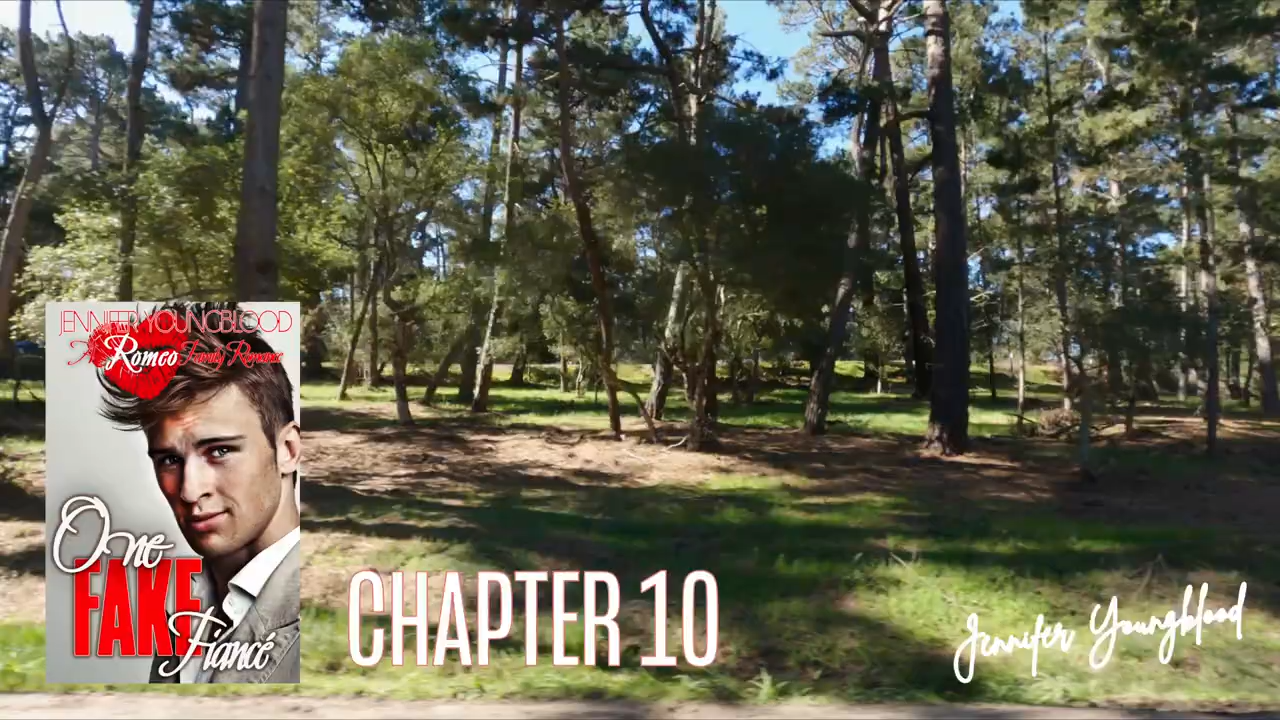 JENNIFER YOUNGBLOOD
A Romeo Family Romance
One
FAKE
Fiancé
CHAPTER 10
Jennifer Youngblood